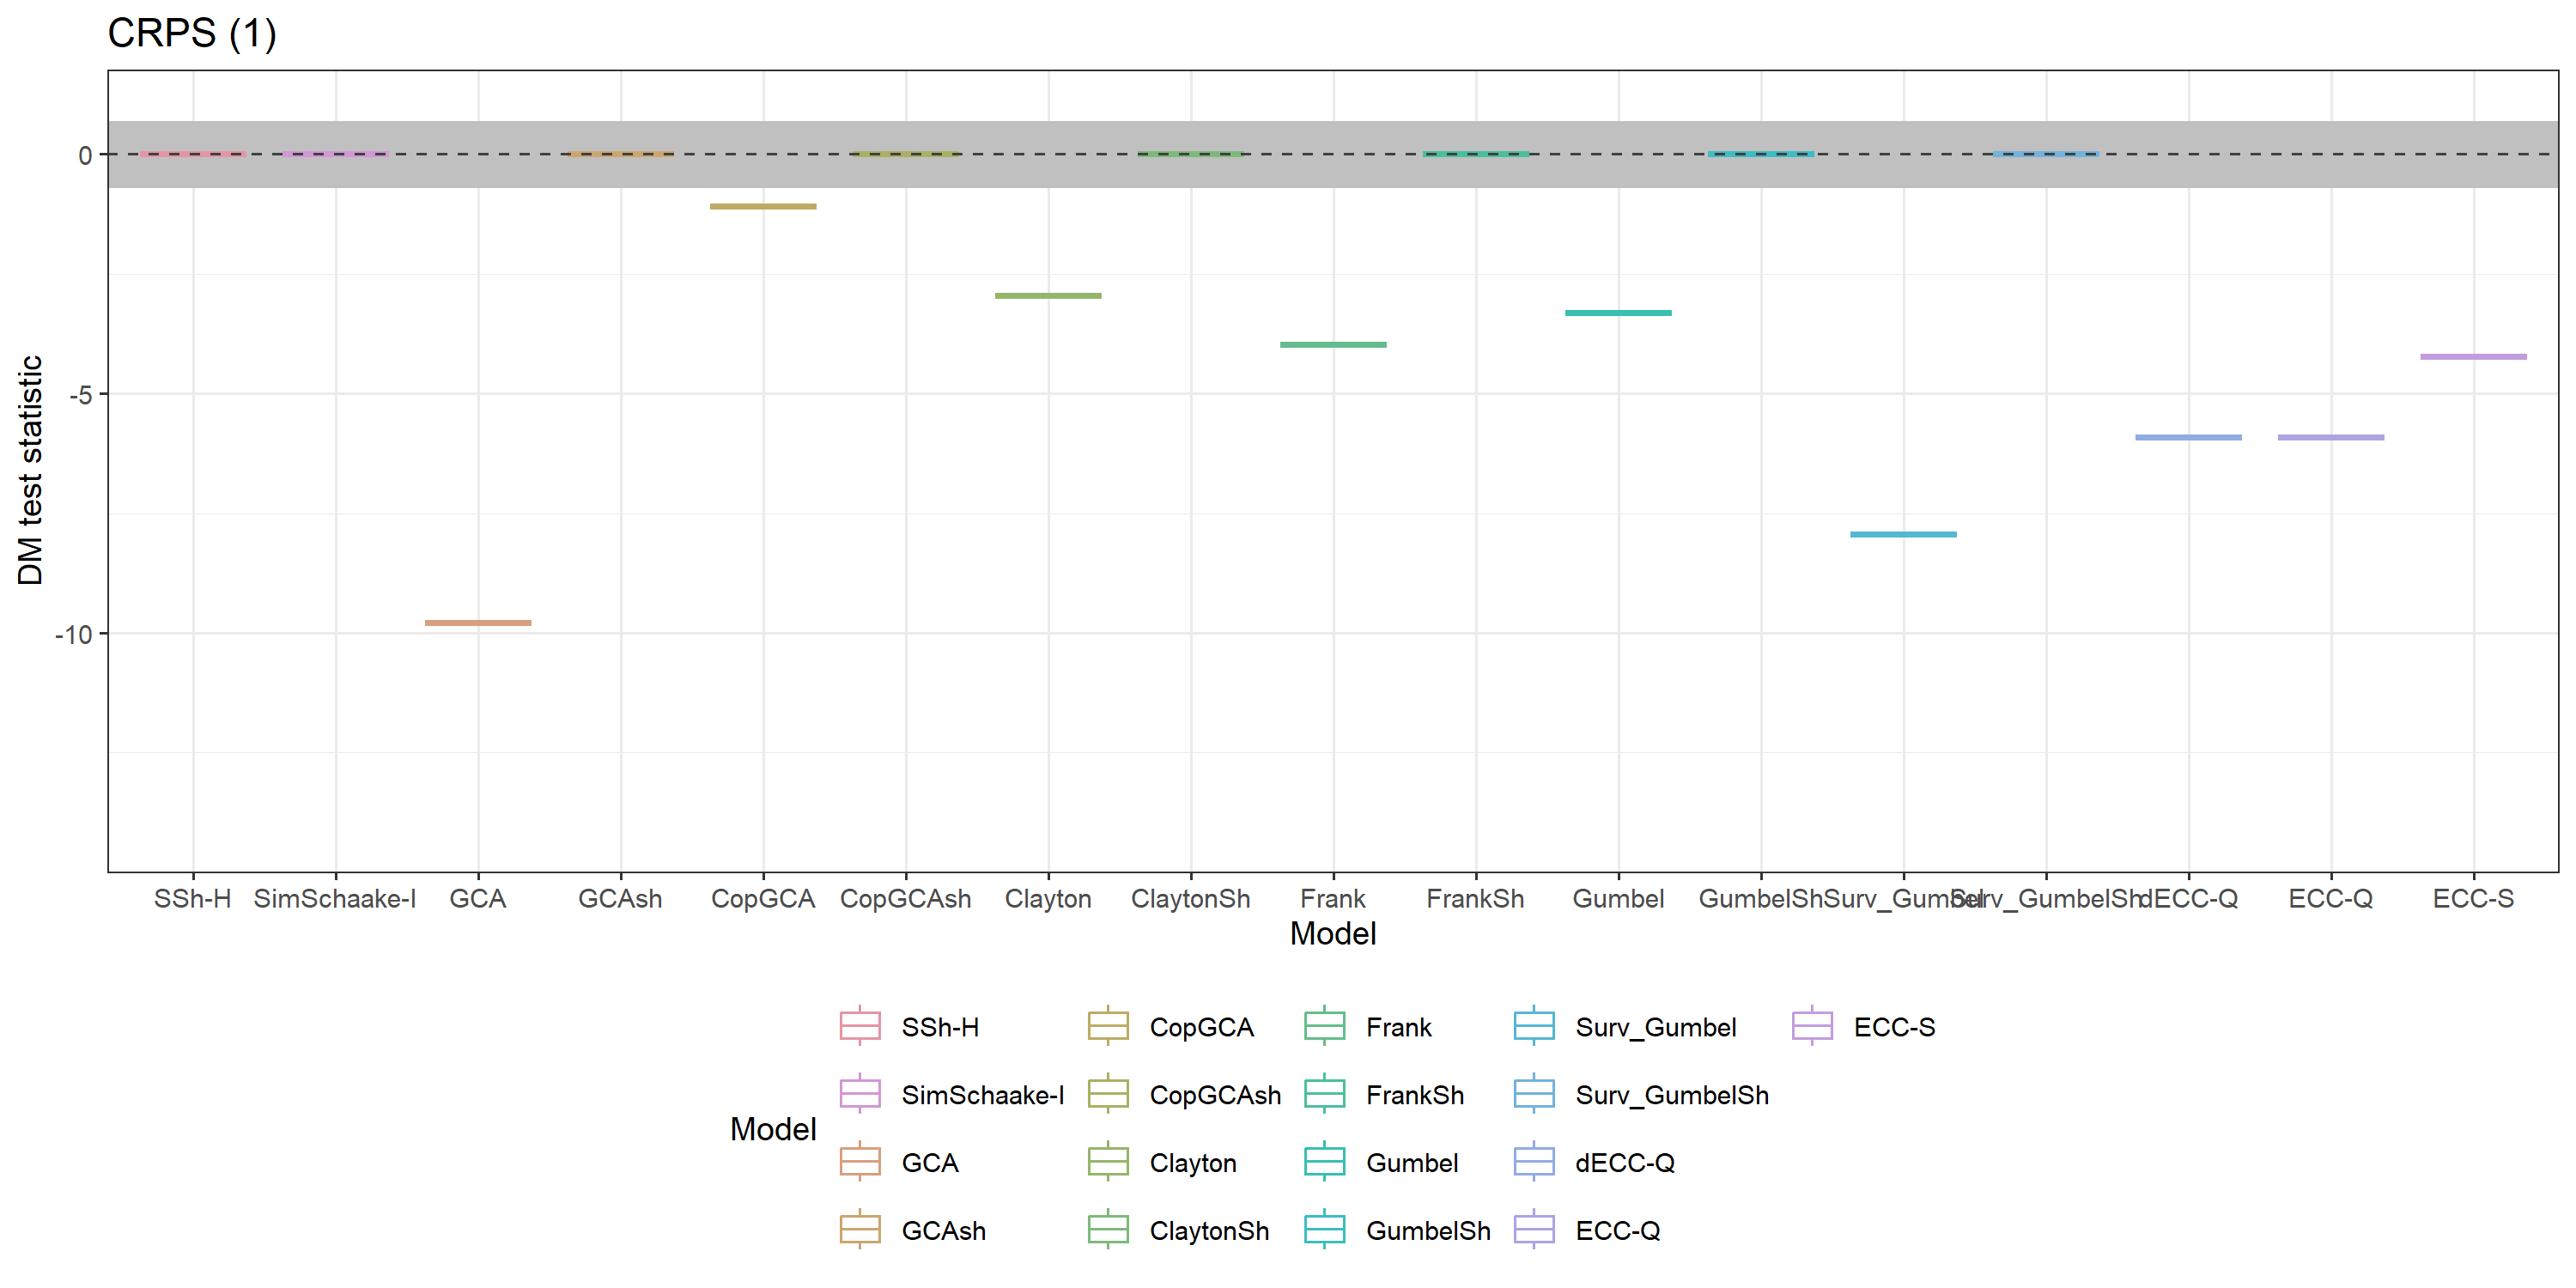 CRPS (1)
0
-5
-10
DM test statistic
SSh-H SimSchaake-I GCA GCAsh CopGCA CopGCAsh Clayton ClaytonSh Frank FrankSh Gumbel GumbelSh Surv_Gumbel Surv_GumbelSh dECC-Q ECC-Q ECC-S
Model
Model
SSh-H CopGCA Frank Surv_Gumbel ECC-S
SimSchaake-I CopGCAsh FrankSh Surv_GumbelSh
GCA Clayton Gumbel dECC-Q
GCAsh ClaytonSh GumbelSh ECC-Q